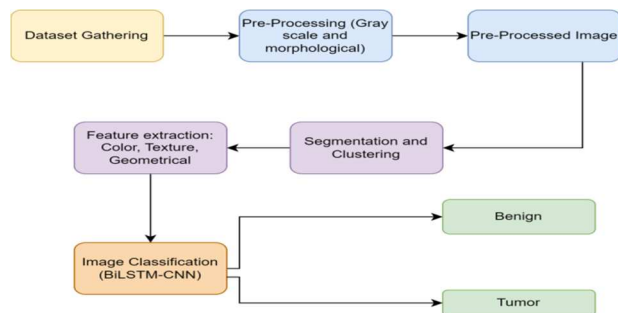 Dataset Gathering
Pre-Processing (Gray
scale and
morphological)
Pre-Processed Image
Feature extraction:
Color, Texture,
Geometrical
Segmentation and
Clustering
Image Classification
(BiLSTM-CNN)
Benign
Tumor